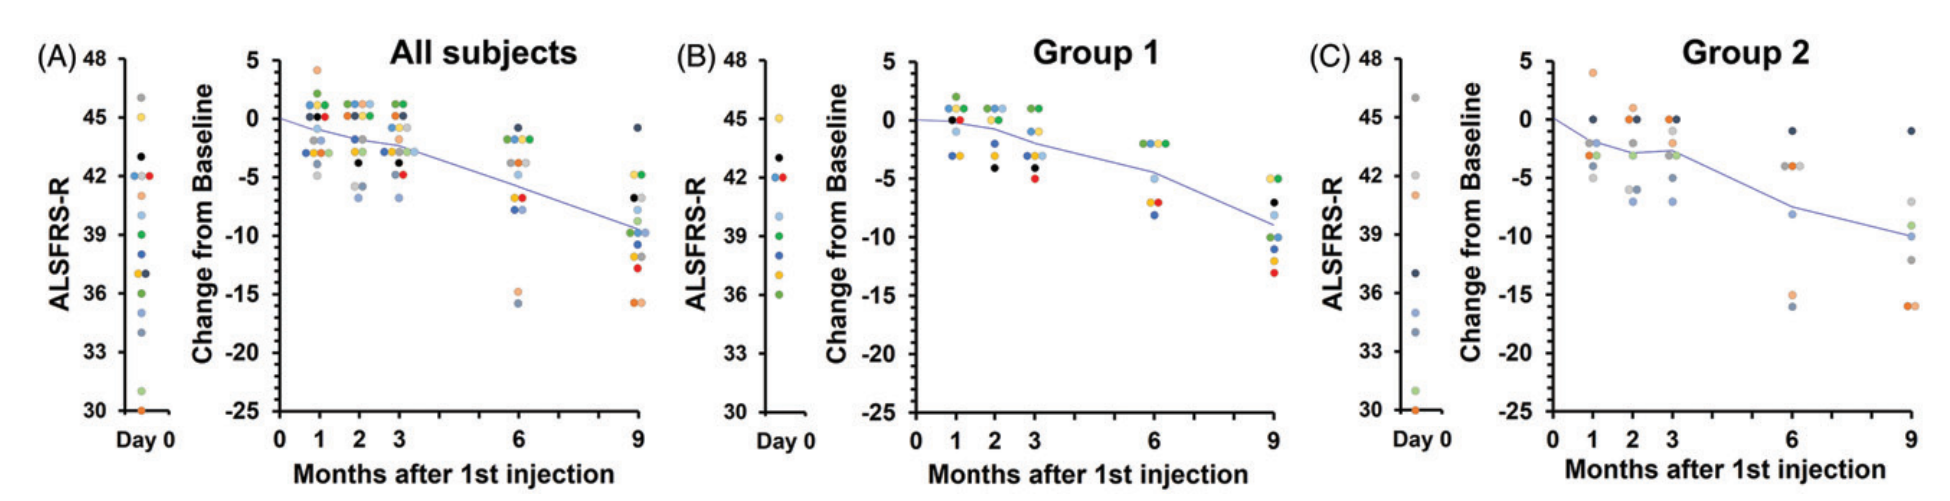 (A)
All subjects
48
45
42
39
36
33
30
ALSFRS-R
Day 0
5
0
-5
-10
-15
-20
-25
Change from Baseline
0 1 2 3 6 9
Months after 1st injection
(B)
Group 1
48
45
42
39
36
33
30
ALSFRS-R
Day 0
5
0
-5
-10
-15
-20
-25
Change from Baseline
0 1 2 3 6 9
Months after 1st injection
(C)
Group 2
48
45
42
39
36
33
30
ALSFRS-R
Day 0
5
0
-5
-10
-15
-20
-25
Change from Baseline
0 1 2 3 6 9
Months after 1st injection